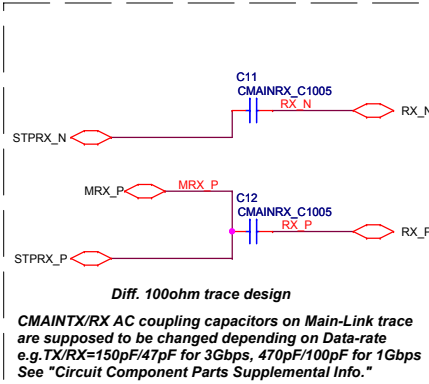 C11
CMAINRX_C1005
RX_N
RX_N
STPRX_N
MRX_P
MRX_P
C12
CMAINRX_C1005
RX_P
STPRX_P
Diff. 100ohm trace design
CMAINTX/RX AC coupling capacitors on Main-Link trace
are supposed to be changed depending on Data-rate
e.g.TX/RX=150pF/47pF for 3Gbps, 470pF/100pF for 1Gbps
See "Circuit Component Parts Supplemental Info."